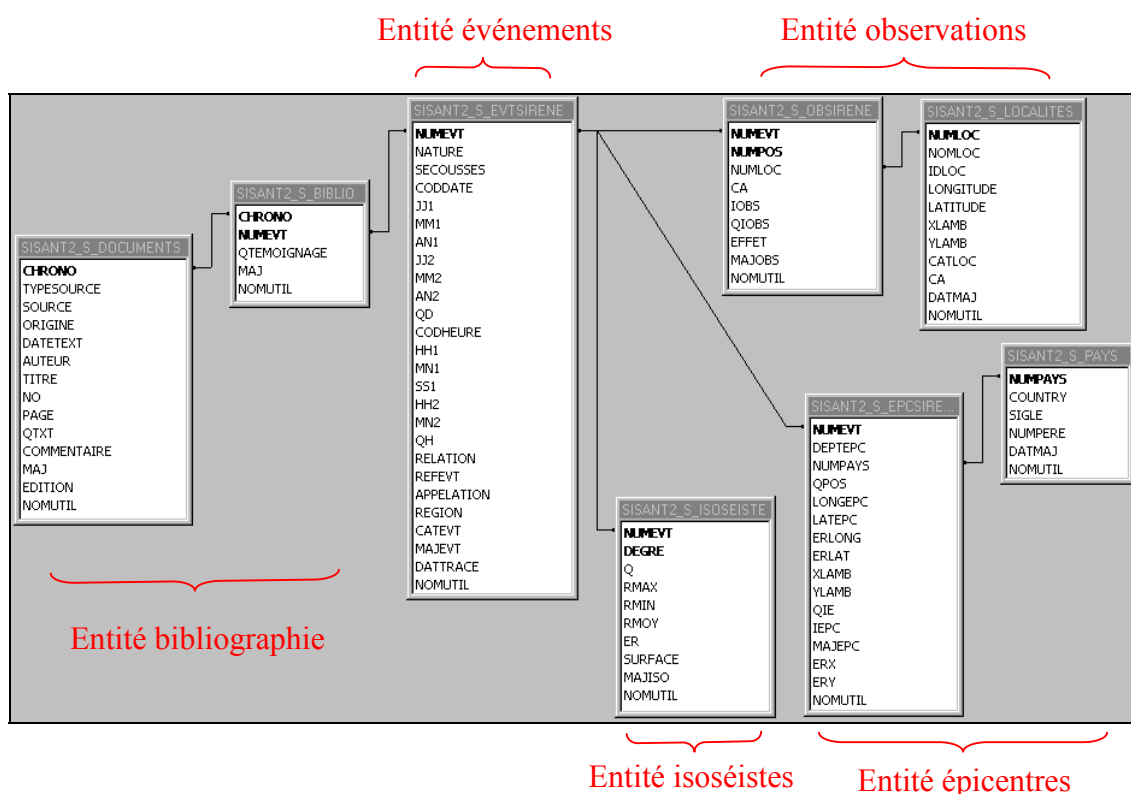 Entité événements
Entité observations
SISANT2_S_DOCUMENTS
CHRONO
TYPESOURCE
SOURCE
ORIGINE
DATETEXT
AUTEUR
TITRE
NO
PAGE
QTXT
COMMENTAIRE
MAJ
EDITION
NOMUTIL
SISANT2_S_BIBLIO
CHRONO
NUMEVT
QTEMOIGNAGE
MAJ
NOMUTIL
Entité bibliographie
SISANT2_S_EVTSIRENE
NUMEVT
NATURE
SECOUSSES
CODDATE
JJ1
MM1
AN1
JJ2
MM2
AN2
QD
CODHEURE
HH1
MN1
SS1
HH2
MN2
QH
RELATION
REFEVT
APPELATION
REGION
CATEVT
MAJEVT
DATTRACE
NOMUTIL
SISANT2_S_OBSIRENE
NUMEVT
NUMPOS
NUMLOC
CA
IOBS
QIOBS
EFFET
MAJOBS
NOMUTIL
SISANT2_S_LOCALITES
NUMLOC
NOMLOC
IDLOC
LONGITUDE
LATITUDE
XLAMB
YLAMB
CATLOC
CA
DATMAJ
NOMUTIL
SISANT2_S_ISOSEISTE
NUMEVT
DEGRE
Q
RMAX
RMIN
RMOY
ER
SURFACE
MAJISO
NOMUTIL
SISANT2_S_EPCSIRE...
NUMEVT
DEPTEPC
NUMPAYS
QPOS
LONGEPC
LATEPC
ERLONG
ERLAT
XLAMB
YLAMB
QIE
IEPC
MAJEPC
ERX
ERY
NOMUTIL
SISANT2_S_PAYS
NUMPAYS
COUNTRY
SIGLE
NUMPERE
DATMAJ
NOMUTIL
Entité isoséistes
Entité épicentres